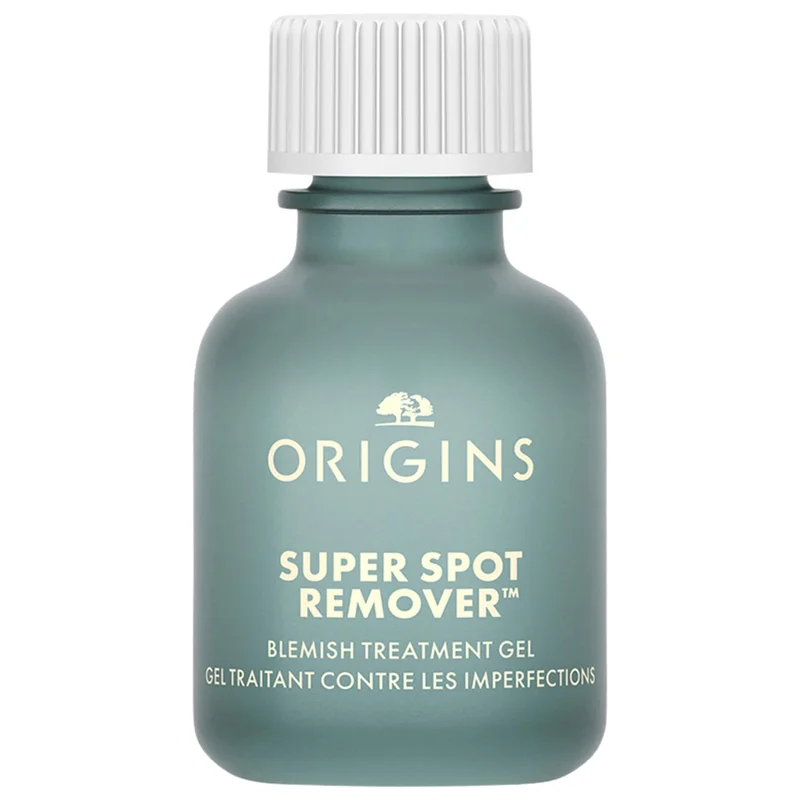 ORIGINS
SUPER SPOT
REMOVER™
BLEMISH TREATMENT GEL
GEL TRAITANT CONTRE LES IMPERFECTIONS